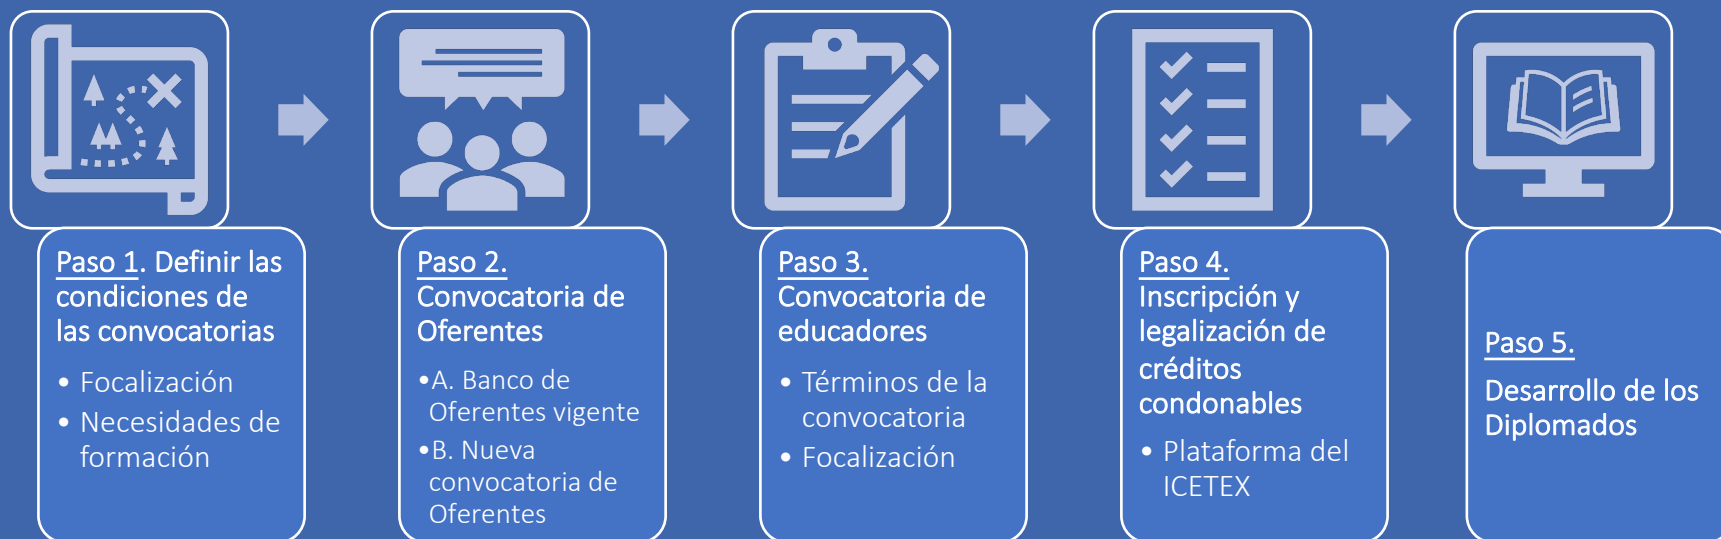 Paso 1. Definir las
condiciones de
las convocatorias
• Focalización
• Necesidades de
formación
Paso 2.
Convocatoria de
Oferentes
•A. Banco de
Oferentes vigente
•B. Nueva
convocatoria de
Oferentes
Paso 3.
Convocatoria de
educadores
• Términos de la
convocatoria
• Focalización
Paso 4.
Inscripción y
legalización de
créditos
condonables
• Plataforma del
ICETEX
Paso 5.
Desarrollo de los
Diplomados